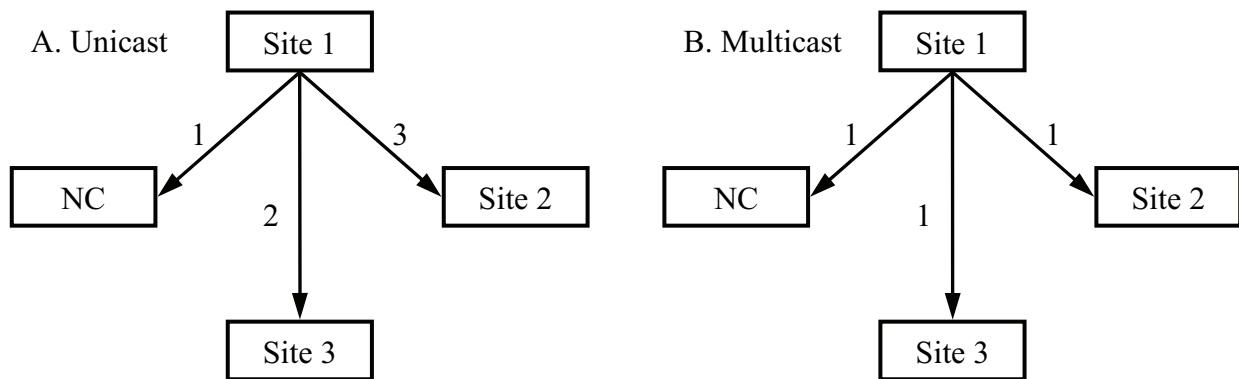 A. Unicast
Site 1
1
3
NC
2
Site 2
Site 3
B. Multicast
Site 1
1
1
NC
1
Site 2
Site 3